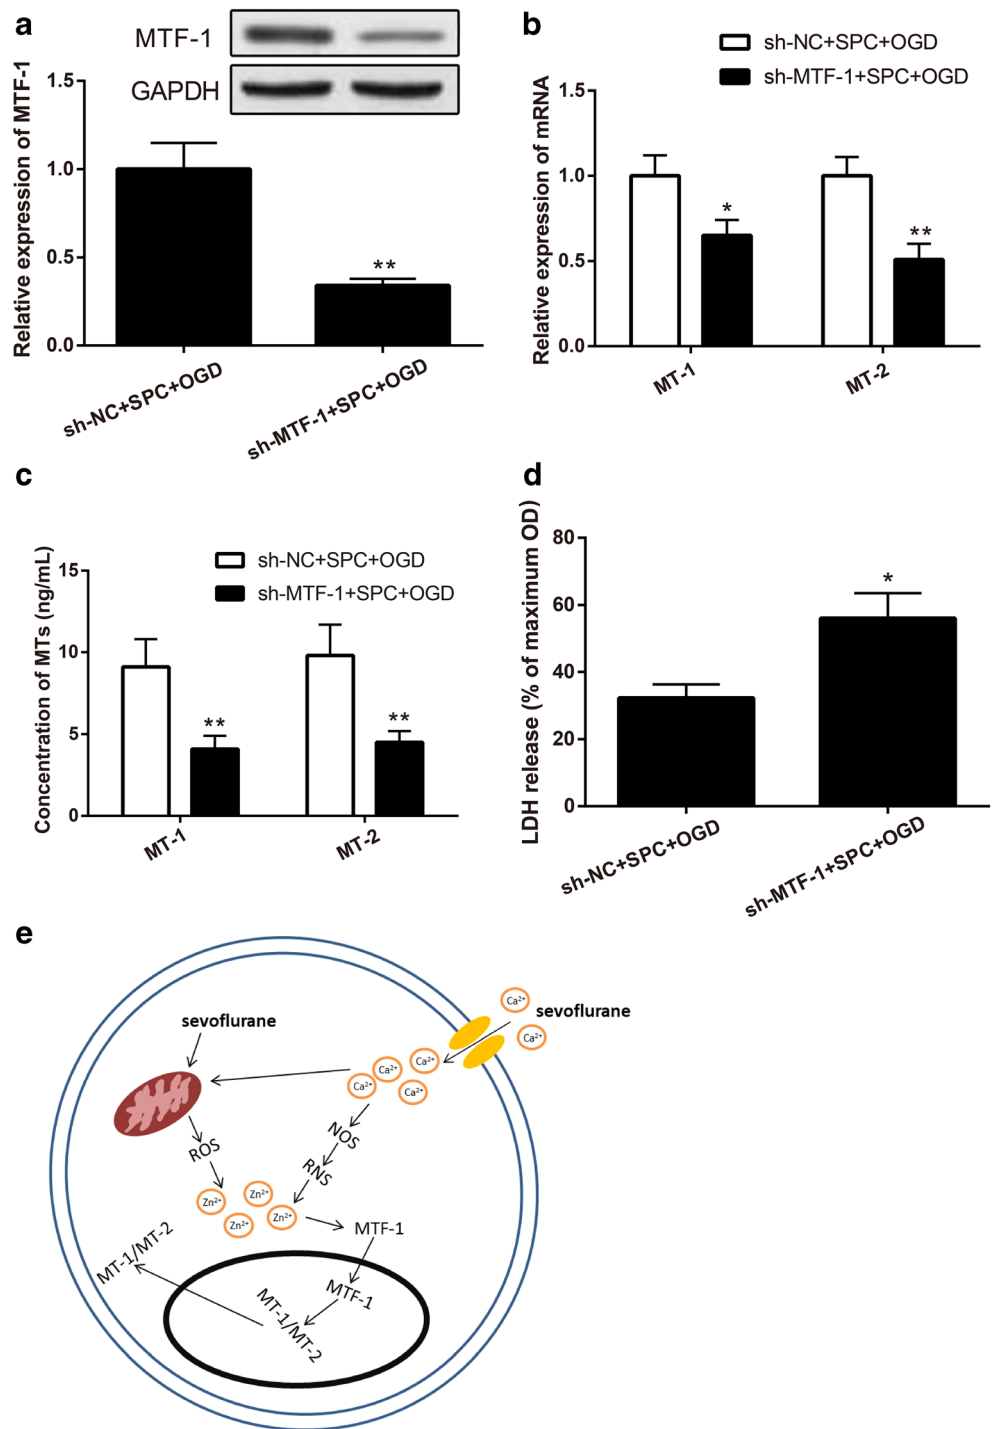 a
MTF-1
GAPDH
Relative expression of MTF-1
1.5
1.0
0.5
0.0
**
sh-NC+SPC+OGD
sh-MTF-1+SPC+OGD
b
sh-NC+SPC+OGD
sh-MTF-1+SPC+OGD
Relative expression of mRNA
1.5
1.0
0.5
0.0
*
**
MT-1
MT-2
c
sh-NC+SPC+OGD
sh-MTF-1+SPC+OGD
Concentration of MTs (ng/mL)
15
10
5
0
**
**
MT-1
MT-2
d
LDH release (% of maximum OD)
80
60
40
20
0
*
sh-NC+SPC+OGD
sh-MTF-1+SPC+OGD
e
Ca²⁺
sevoflurane
Ca²⁺
sevoflurane
Ca²⁺
Ca²⁺
Ca²⁺
Ca²⁺
NOS
ROS
RNS
Zn²⁺
Zn²⁺
Zn²⁺
Zn²⁺
MTF-1
MT-1/MT-2
MTF-1
MT-1/MT-2